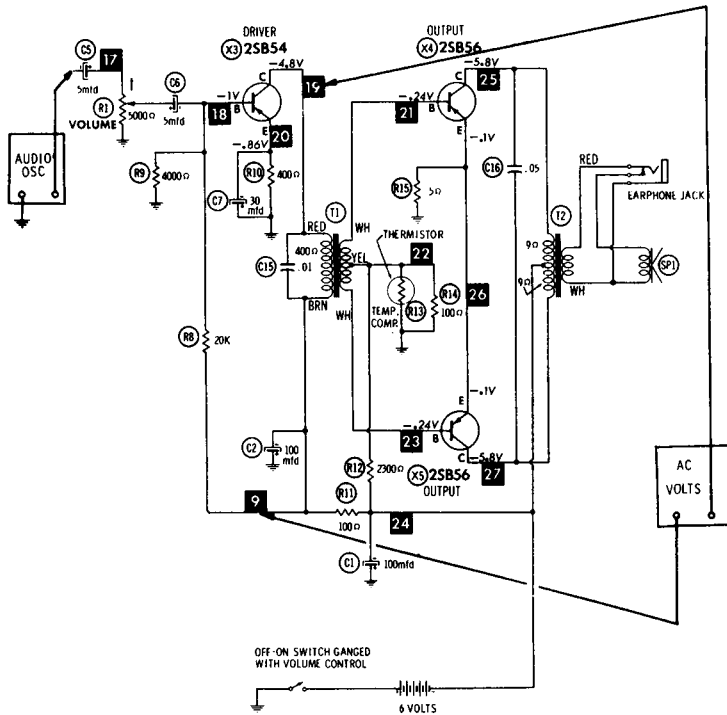 DRIVER
X3 2SB54
OUTPUT
X4 2SB56
C5
17
5mfd
R1
VOLUME
5000Ω
C6
5mfd
AUDIO
OSC
-4.8V
C
-1V
18
B
E
19
20
-.86V
R9
4000Ω
R10
400Ω
C7
30
mfd
-5.8V
25
C
-.24V
21
B
E
-.1V
R15
5Ω
C16
.05
RED
EARPHONE JACK
T1
T2
RED
WH
400Ω
C15
.01
YEL
BRN
WH
THERMISTOR
22
TEMP.
COMP.
R13
R14
100Ω
26
9Ω
9Ω
WH
SP1
R8
20K
-.1V
E
-.24V
23
B
C
-5.8V
27
X5 2SB56
OUTPUT
C2
100
mfd
R12
2300Ω
R11
100Ω
9
24
C1
100mfd
AC
VOLTS
OFF-ON SWITCH GANGED
WITH VOLUME CONTROL
6 VOLTS